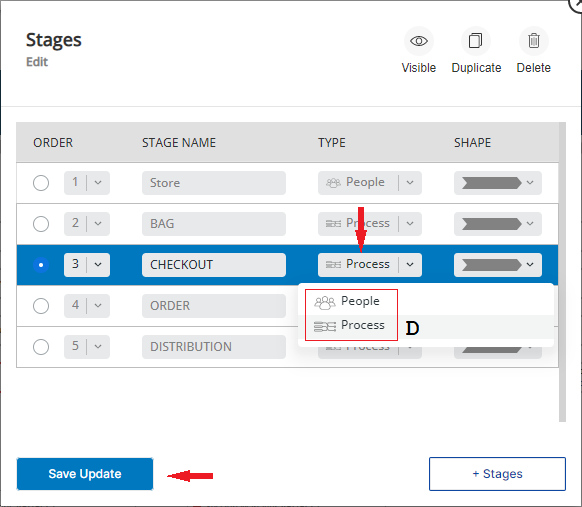 Stages
Edit
Visible Duplicate Delete
ORDER STAGE NAME TYPE SHAPE
1 Store People
2 BAG Process
3 CHECKOUT Process
People
4 ORDER
Process D
5 DISTRIBUTION Process
Save Update + Stages